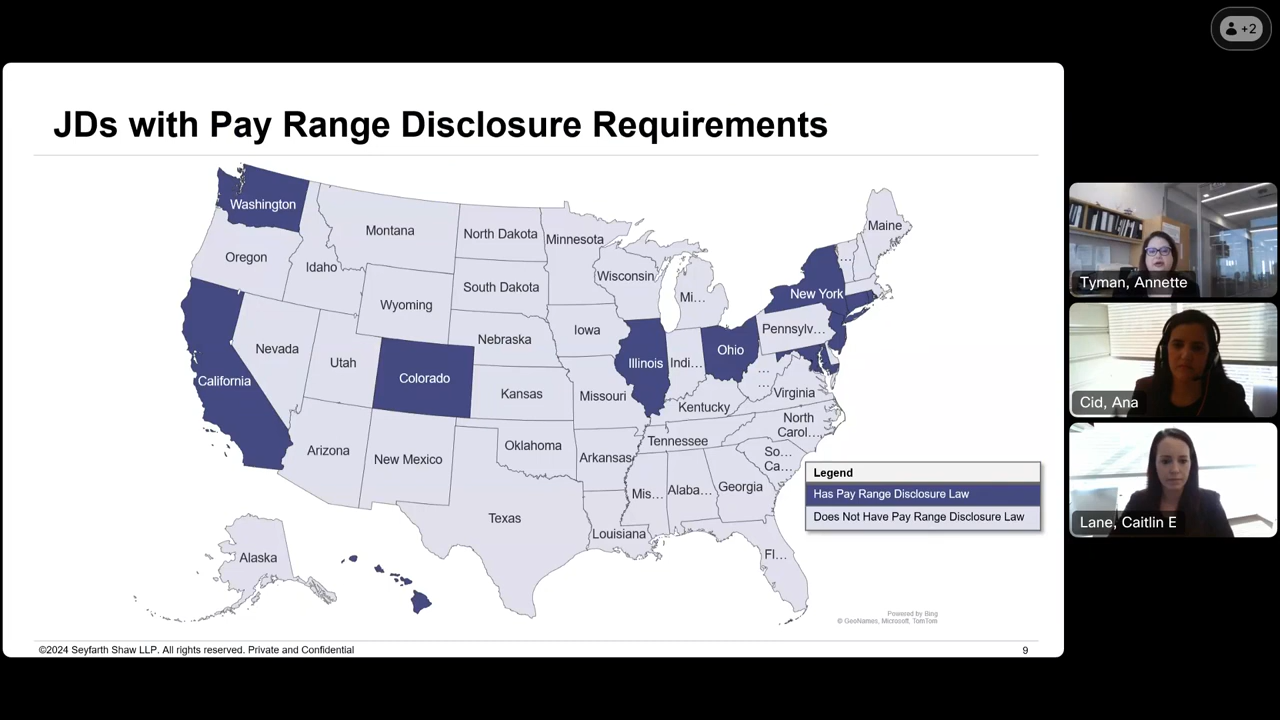 +2
JDs with Pay Range Disclosure Requirements
Washington
Montana
North Dakota
Minnesota
Maine
Oregon
Idaho
Wisconsin
...
South Dakota
Wyoming
Mi...
New York
Iowa
Pennsylv...
Nebraska
Nevada
Utah
Illinois
Indi...
Ohio
California
Colorado
Kansas
Missouri
...
...
Virginia
Kentucky
North
Carol...
Arizona
New Mexico
Oklahoma
Arkansas
Tennessee
So...
Ca...
Mis...
Alaba...
Georgia
Texas
Louisiana
Fl...
Alaska
Legend
Has Pay Range Disclosure Law
Does Not Have Pay Range Disclosure Law
Powered by Bing
© GeoNames, Microsoft, TomTom
©2024 Seyfarth Shaw LLP. All rights reserved. Private and Confidential
9
Tyman, Annette
Cid, Ana
Lane, Caitlin E